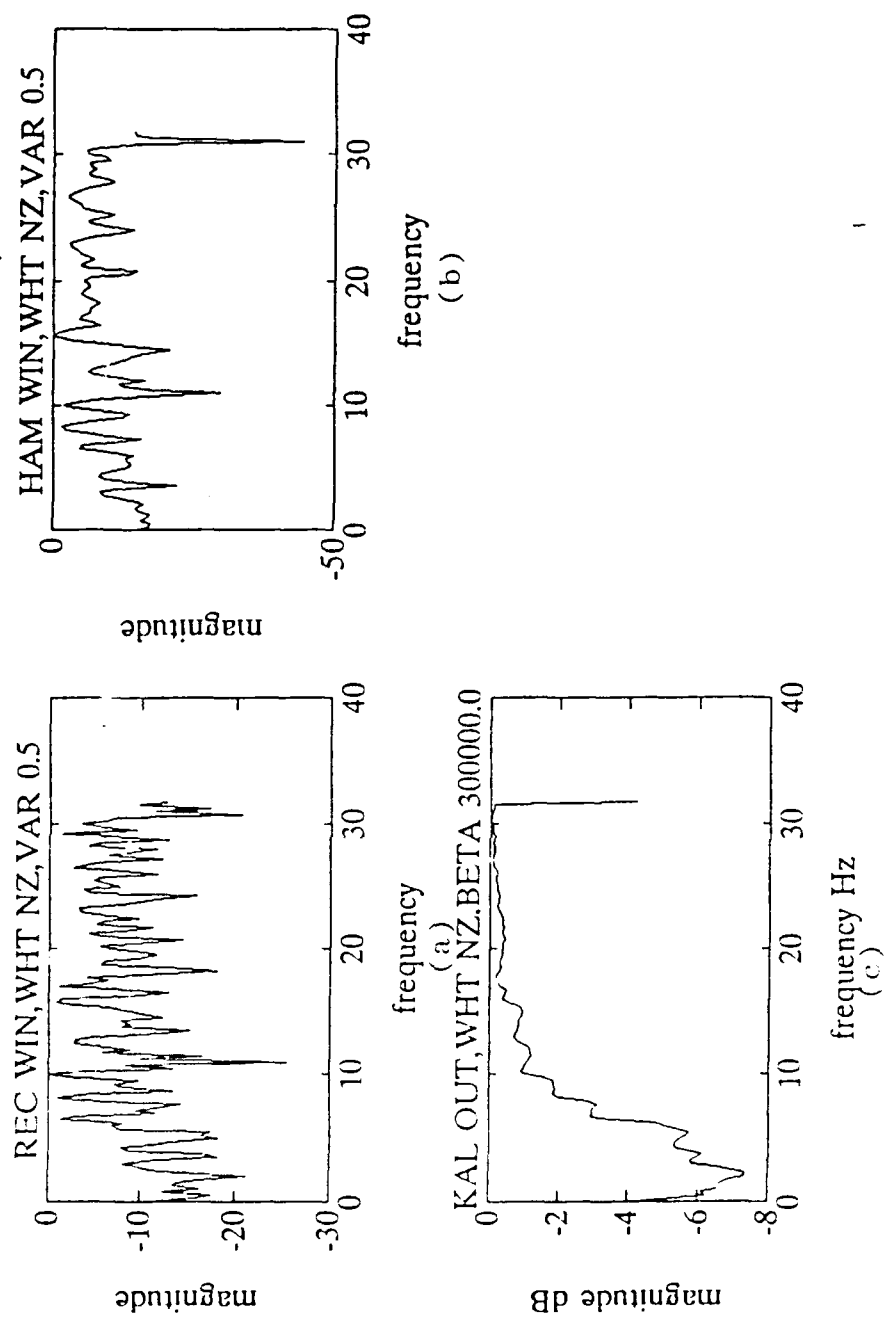 REC WIN,WHT NZ,VAR 0.5
0
-10
-20
-30
0
10
20
30
40
magnitude
frequency
(a)
HAM WIN,WHT NZ,VAR 0.5
0
-50
0
10
20
30
40
magnitude
frequency
(b)
KAL OUT,WHT NZ.BETA 300000.0
0
-2
-4
-6
-8
0
10
20
30
40
magnitude dB
frequency Hz
(c)